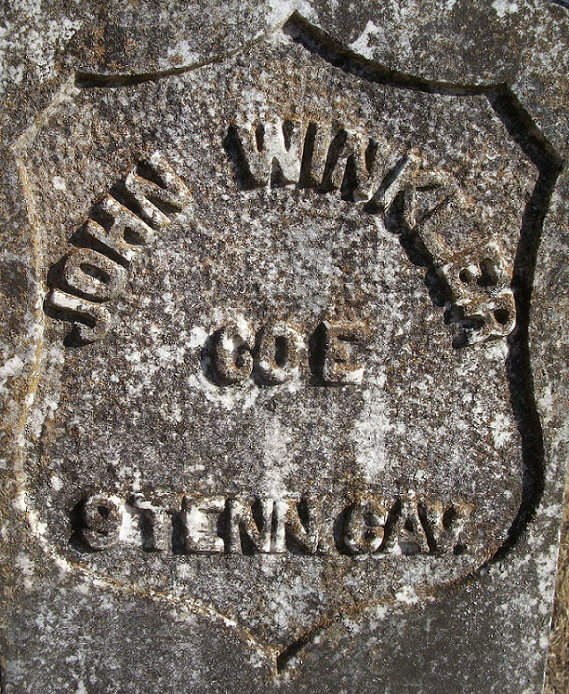 JOHN WINKLER
CO E
9 TENN. CAV.